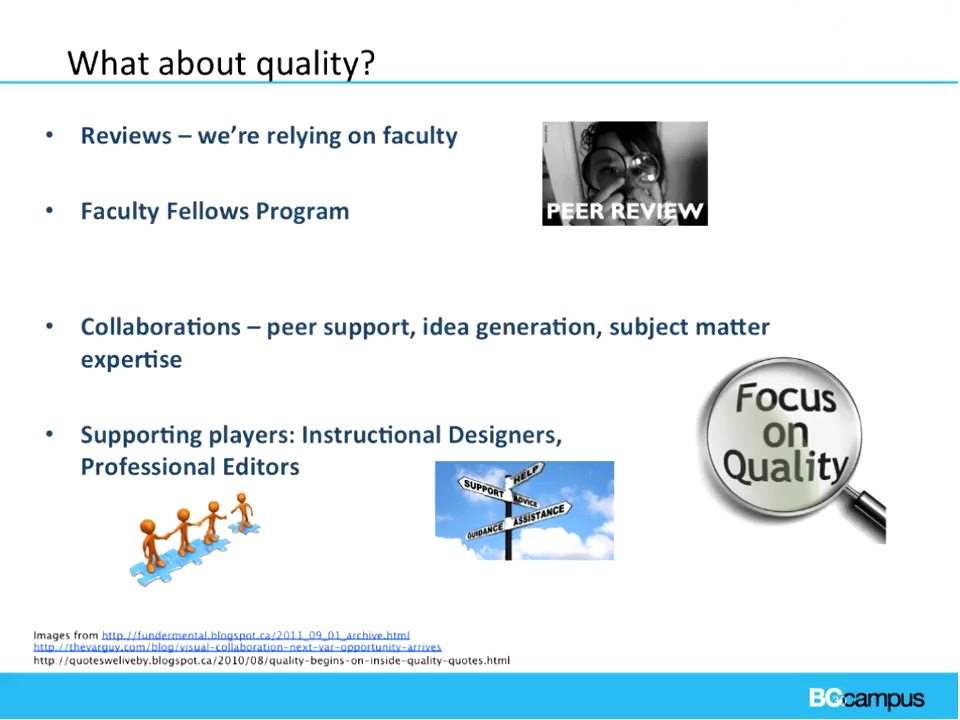 What about quality?
• Reviews – we're relying on faculty
PEER REVIEW
• Faculty Fellows Program
• Collaborations – peer support, idea generation, subject matter
expertise
Focus
on
Quality
• Supporting players: Instructional Designers,
Professional Editors
HELP
SUPPORT
ADVICE
ASSISTANCE
GUIDANCE
Images from http://fundermental.blogspot.ca/2011_09_01_archive.html
http://thevarguy.com/blog/visual-collaboration-next-var-opportunity-arrives
http://quotesweliveby.blogspot.ca/2010/08/quality-begins-on-inside-quality-quotes.html
BCcampus